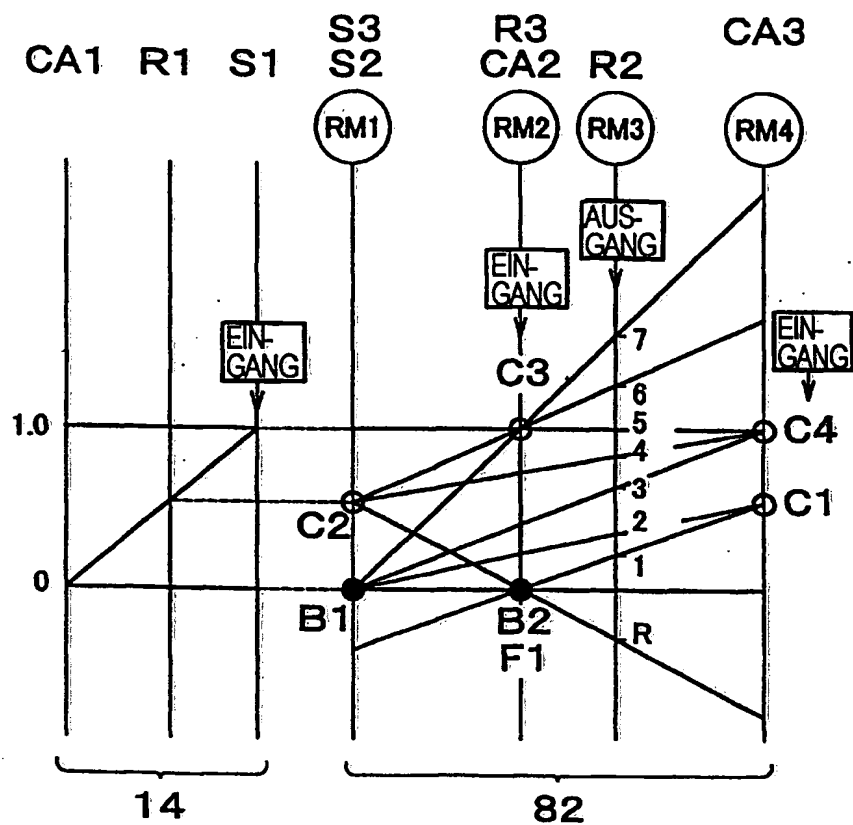 S3
R3
CA3
CA1
R1
S1
S2
CA2
R2
RM1
RM2
RM3
RM4
AUS-
GANG
EIN-
GANG
EIN-
GANG
EIN-
GANG
7
C3
6
1.0
5
C4
4
3
C2
C1
2
1
0
B1
B2
R
F1
14
82